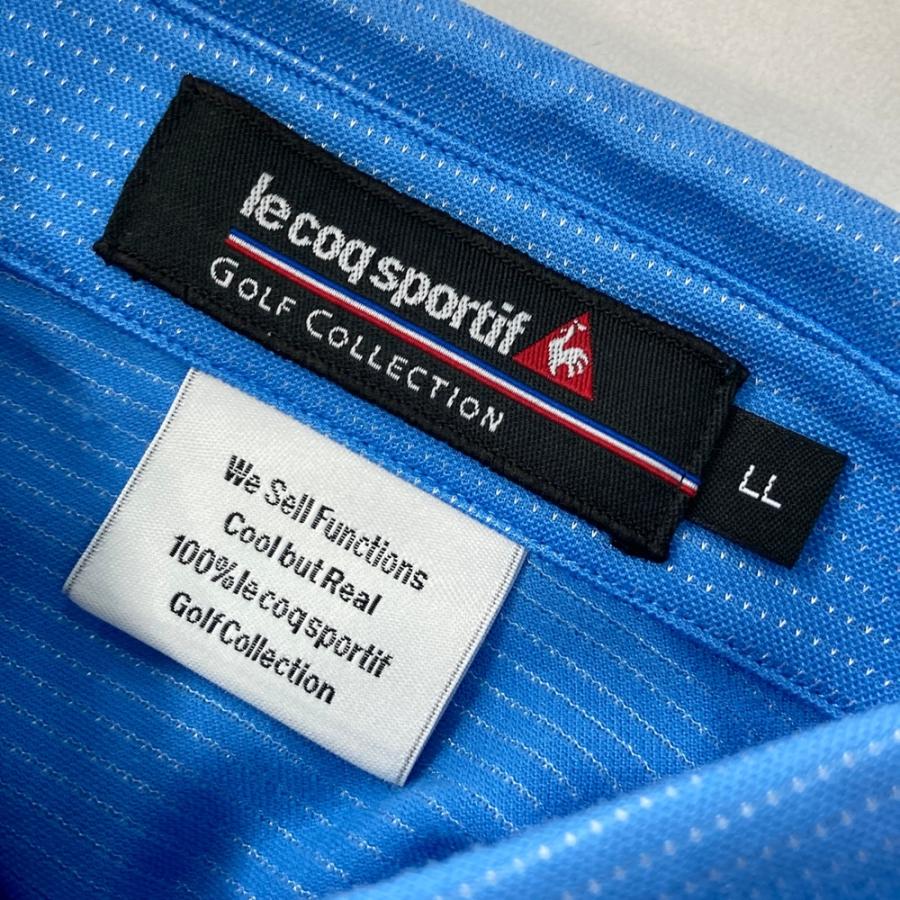 le coq sportif
GOLF COLLECTION
LL
We Sell Functions
Cool but Real
100% le coq sportif
Golf Collection